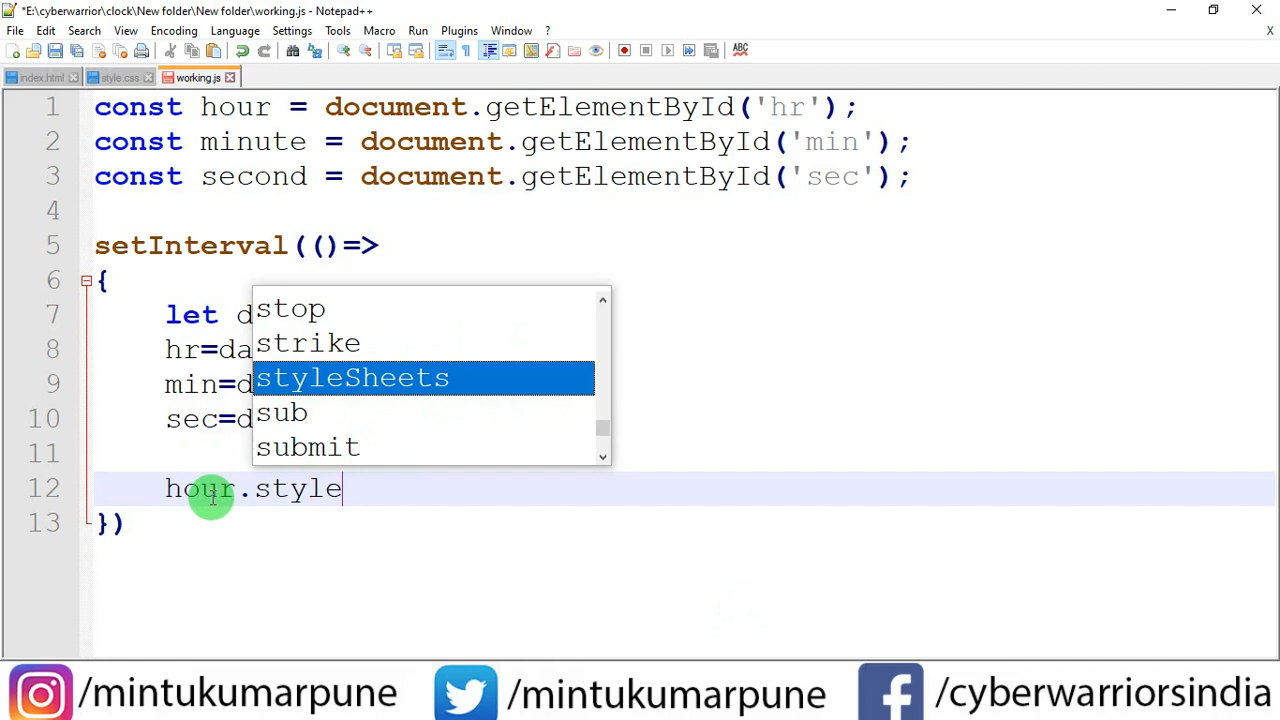 *E:\cyberwarrior\clock\New folder\New folder\working.js - Notepad++
File Edit Search View Encoding Language Settings Tools Macro Run Plugins Window ?
X
ABC
index.html style.css working.js
1 const hour = document.getElementById('hr');
2 const minute = document.getElementById('min');
3 const second = document.getElementById('sec');
4
5 setInterval(()=>
6 {
7 let d
8 hr=da
9 min=d
10 sec=d
stop
strike
styleSheets
sub
submit
11
12 hour.style
13 })
/mintukumarpune /mintukumarpune /cyberwarriorsindia